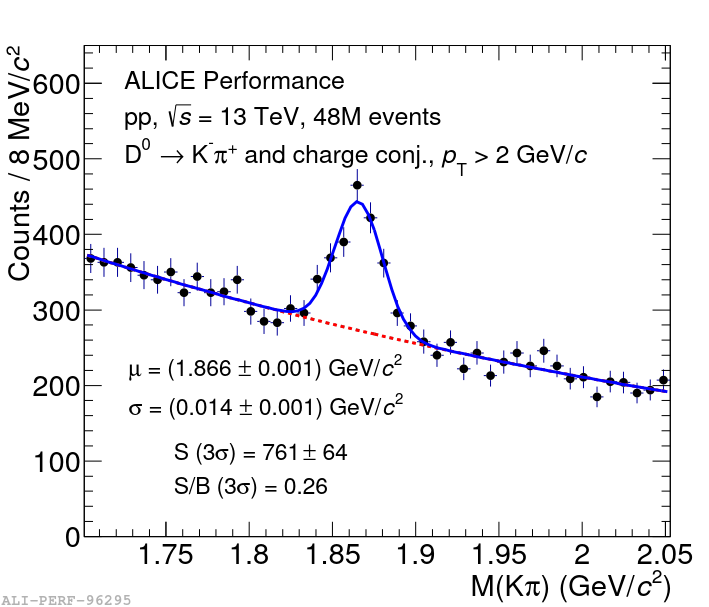 Counts / 8 MeV/c²
600
500
400
300
200
100
0
ALICE Performance
pp, √s = 13 TeV, 48M events
D⁰ → K⁻π⁺ and charge conj., p_T > 2 GeV/c
μ = (1.866 ± 0.001) GeV/c²
σ = (0.014 ± 0.001) GeV/c²
S (3σ) = 761 ± 64
S/B (3σ) = 0.26
1.75 1.8 1.85 1.9 1.95 2 2.05
M(Kπ) (GeV/c²)
ALI-PERF-96295